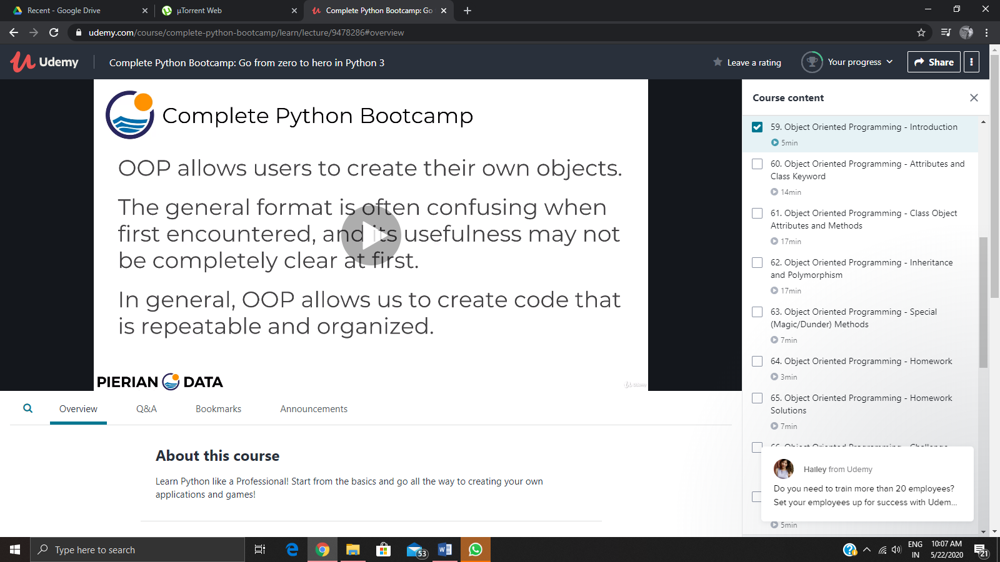 Recent - Google Drive
µTorrent Web
Complete Python Bootcamp: Go
udemy.com/course/complete-python-bootcamp/learn/lecture/9478286#overview
Udemy
Complete Python Bootcamp: Go from zero to hero in Python 3
Leave a rating
Your progress
Share
Complete Python Bootcamp
OOP allows users to create their own objects.
The general format is often confusing when
first encountered, and its usefulness may not
be completely clear at first.
In general, OOP allows us to create code that
is repeatable and organized.
PIERIAN DATA
Udemy
Course content
59. Object Oriented Programming - Introduction
5min
60. Object Oriented Programming - Attributes and
Class Keyword
14min
61. Object Oriented Programming - Class Object
Attributes and Methods
17min
62. Object Oriented Programming - Inheritance
and Polymorphism
17min
63. Object Oriented Programming - Special
(Magic/Dunder) Methods
7min
64. Object Oriented Programming - Homework
3min
65. Object Oriented Programming - Homework
Solutions
7min
66. Object Oriented Programming - Challenge
Hailey from Udemy
Do you need to train more than 20 employees?
Set your employees up for success with Udem...
5min
Overview
Q&A
Bookmarks
Announcements
About this course
Learn Python like a Professional! Start from the basics and go all the way to creating your own
applications and games!
Type here to search
53
ENG
IN
10:07 AM
5/22/2020
21